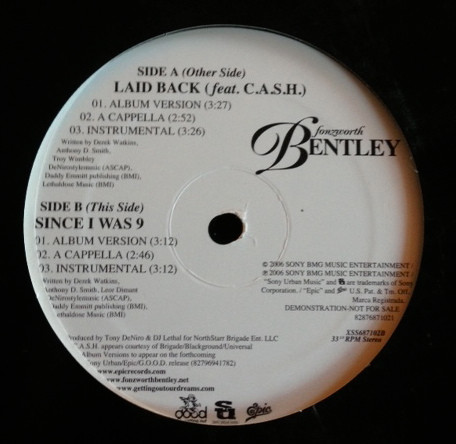 SIDE A (Other Side)
LAID BACK (feat. C.A.S.H.)
01. ALBUM VERSION (3:27)
02. A CAPPELLA (2:52)
03. INSTRUMENTAL (3:26)
Written by Derek Watkins,
Anthony D. Smith,
Troy Wimbley
DeNirostylemusic (ASCAP),
Daddy Emmitt publishing (BMI),
Lethaldose Music (BMI)
fonzworth
BENTLEY
SIDE B (This Side)
SINCE I WAS 9
01. ALBUM VERSION (3:12)
02. A CAPPELLA (2:46)
03. INSTRUMENTAL (3:12)
Written by Derek Watkins,
Anthony D. Smith, Leor Dimant
DeNirostylemusic (ASCAP),
Daddy Emmitt publishing (BMI),
Lethaldose Music (BMI)
© 2006 SONY BMG MUSIC ENTERTAINMENT /
℗ 2006 SONY BMG MUSIC ENTERTAINMENT /
"Sony Urban Music" and are trademarks of Sony
Corporation. / "Epic" and U.S. Pat. & Tm. Off.
Marca Registrada.
DEMONSTRATION-NOT FOR SALE
82876871021
XSS687102B
33⅓ RPM Stereo
Produced by Tony DeNiro & DJ Lethal for NorthStarr Brigade Ent. LLC
C.A.S.H. appears courtesy of Brigade/Blackground/Universal
Album Versions to appear on the forthcoming
Sony Urban/Epic/G.O.O.D. release (82796941782)
www.epicrecords.com
www.fonzworthbentley.net
www.gettingoutourdreams.com
Epic